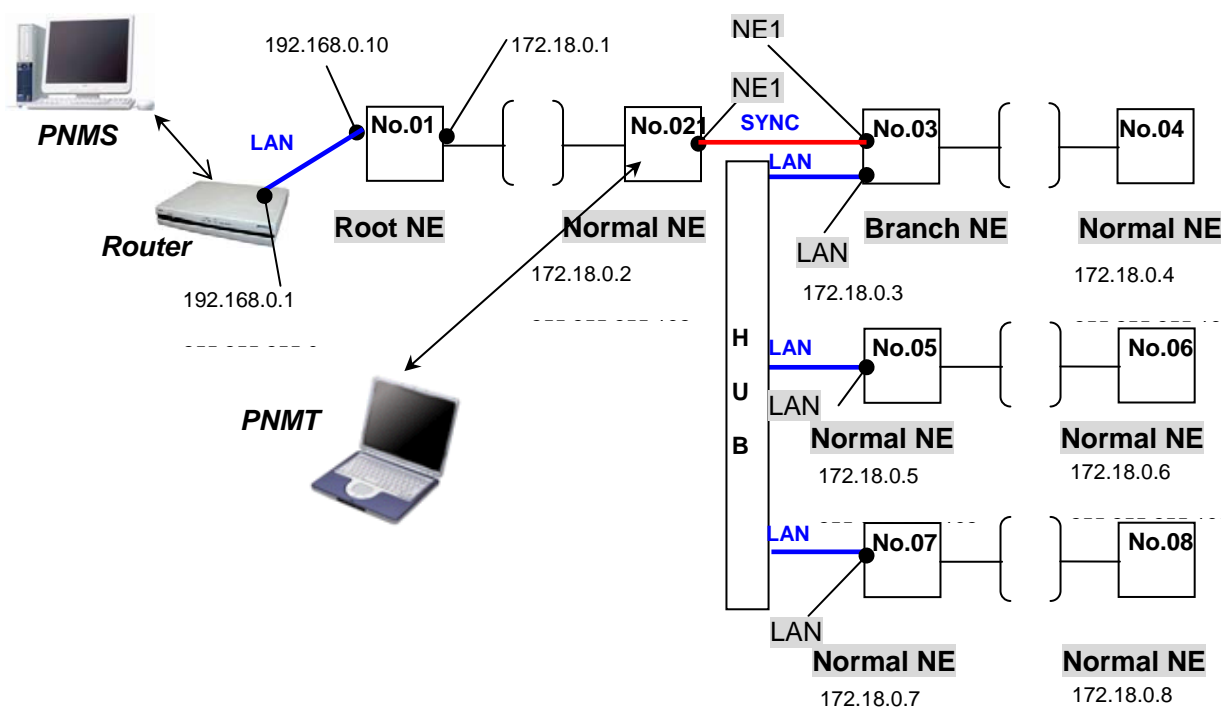 NE1
192.168.0.10
172.18.0.1
NE1
No.01
No.021
SYNC
No.03
No.04
PNMS
LAN
LAN
Root NE
Normal NE
Branch NE
Normal NE
Router
LAN
172.18.0.2
172.18.0.4
172.18.0.3
192.168.0.1
H
U
B
LAN
No.05
No.06
LAN
PNMT
Normal NE
Normal NE
172.18.0.5
172.18.0.6
LAN
No.07
No.08
LAN
Normal NE
Normal NE
172.18.0.7
172.18.0.8